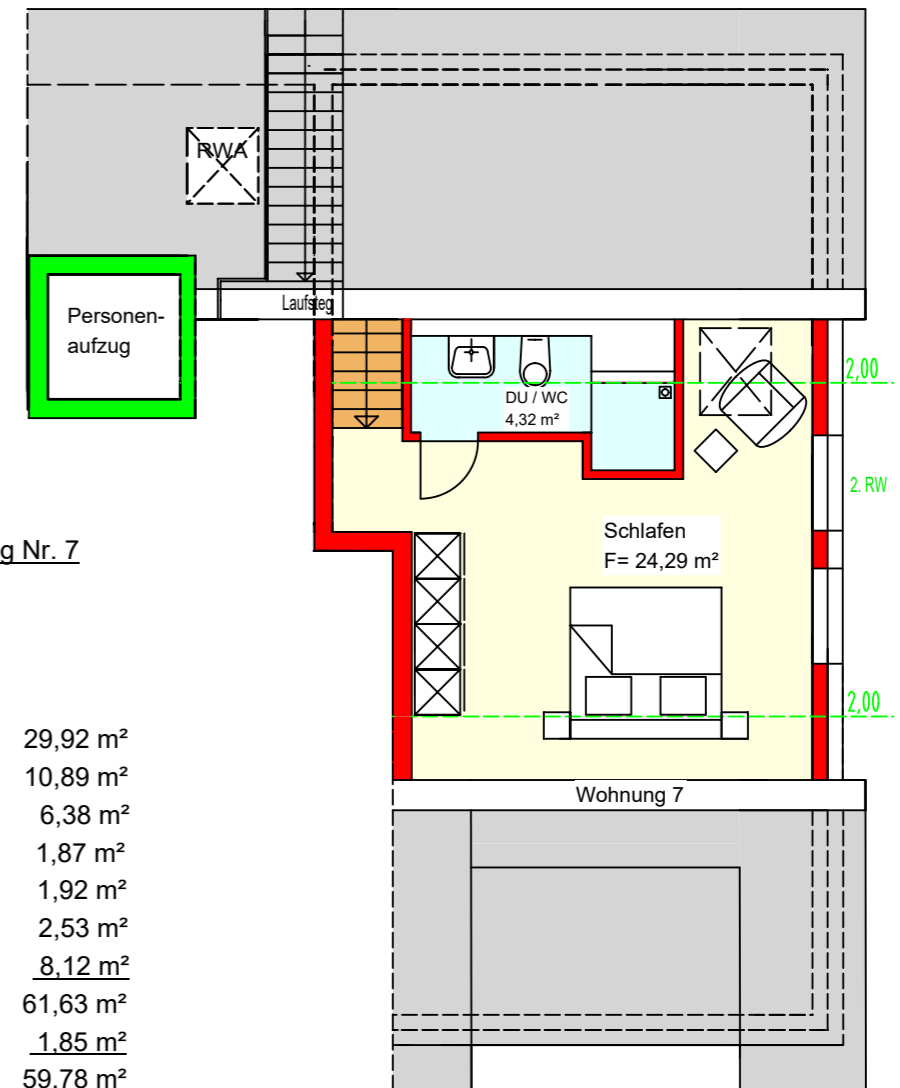 RWA
Laufsteg
Personen-
aufzug
2,00
DU / WC
4,32 m²
2. RW
g Nr. 7
Schlafen
F= 24,29 m²
2,00
29,92 m²
10,89 m²
6,38 m²
1,87 m²
1,92 m²
2,53 m²
8,12 m²
61,63 m²
1,85 m²
59,78 m²
Wohnung 7